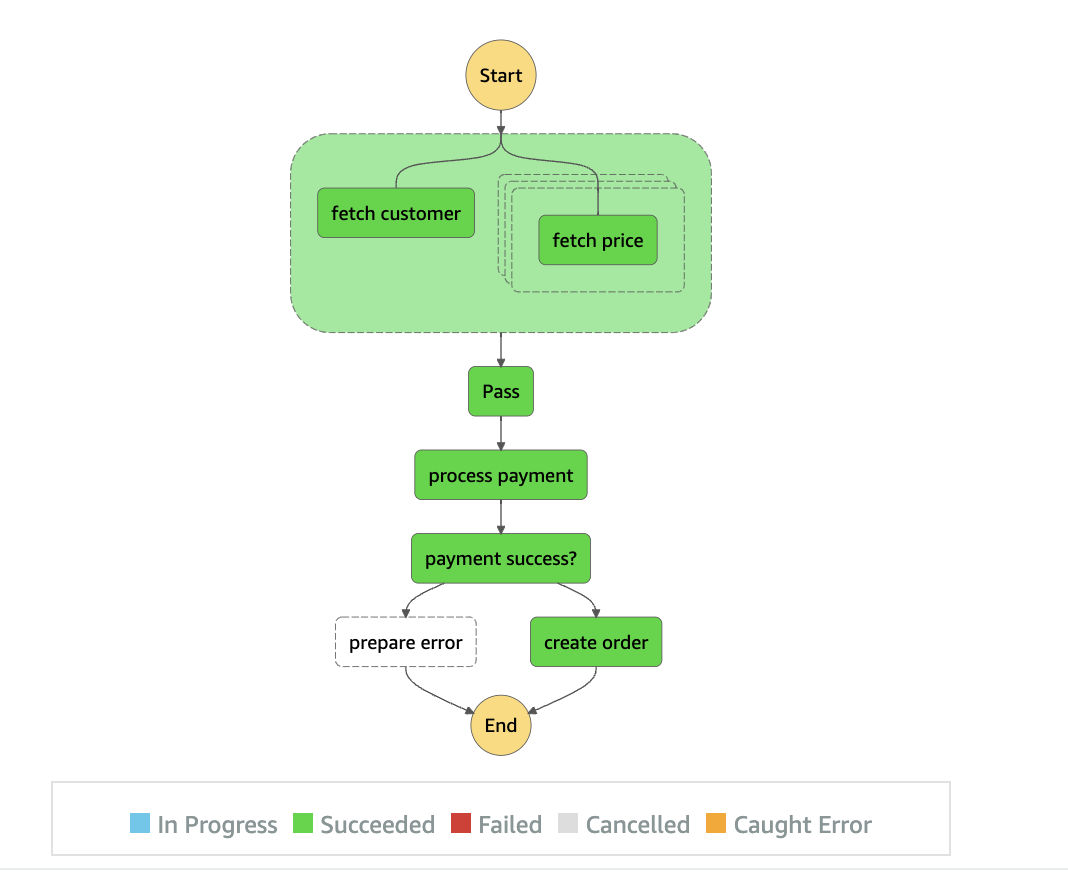 Start
fetch customer
fetch price
Pass
process payment
payment success?
prepare error
create order
End
In Progress Succeeded Failed Cancelled Caught Error